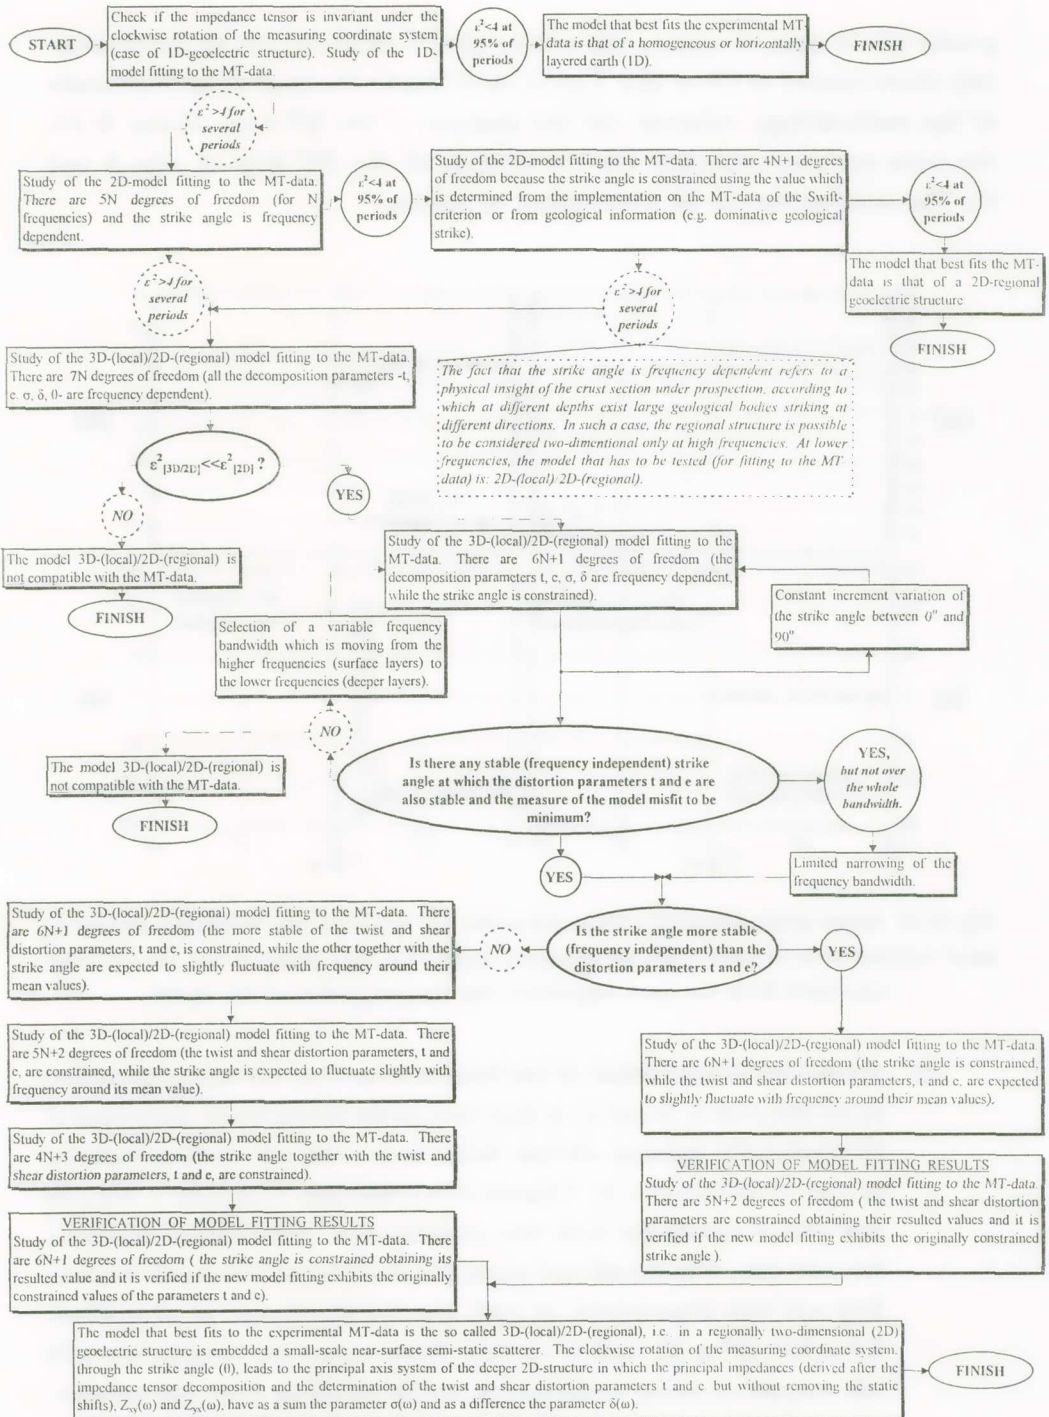 START
Check if the impedance tensor is invariant under the
clockwise rotation of the measuring coordinate system
(case of 1D-geoelectric structure). Study of the 1D-
model fitting to the MT-data.
ε²<4 at
95% of
periods
The model that best fits the experimental MT
data is that of a homogeneous or horizontally
layered earth (1D).
FINISH
ε²>4 for
several
periods
Study of the 2D-model fitting to the MT-data.
There are 5N degrees of freedom (for N
frequencies) and the strike angle is frequency
dependent.
ε²<4 at
95% of
periods
Study of the 2D-model fitting to the MT-data. There are 4N+1 degrees
of freedom because the strike angle is constrained using the value which
is determined from the implementation on the MT-data of the Swift-
criterion or from geological information (e.g. dominative geological
strike).
ε²<4 at
95% of
periods
The model that best fits the MT-
data is that of a 2D-regional
geoelectric structure
FINISH
ε²>4 for
several
periods
ε²>4 for
several
periods
Study of the 3D-(local)/2D-(regional) model fitting to the MT-data.
There are 7N degrees of freedom (all the decomposition parameters -t,
e, σ, δ, θ- are frequency dependent).
The fact that the strike angle is frequency dependent refers to a
physical insight of the crust section under prospection, according to
which at different depths exist large geological bodies striking at
different directions. In such a case, the regional structure is possible
to be considered two-dimentional only at high frequencies. At lower
frequencies, the model that has to be tested (for fitting to the MT
data) is: 2D-(local)/2D-(regional).
ε²[3D/2D]<<ε²[2D] ?
YES
NO
The model 3D-(local)/2D-(regional) is
not compatible with the MT-data.
FINISH
Study of the 3D-(local)/2D-(regional) model fitting to the
MT-data. There are 6N+1 degrees of freedom (the
decomposition parameters t, e, σ, δ are frequency dependent,
while the strike angle is constrained).
Constant increment variation of
the strike angle between 0° and
90°
Selection of a variable frequency
bandwidth which is moving from the
higher frequencies (surface layers) to
the lower frequencies (deeper layers).
NO
The model 3D-(local)/2D-(regional) is
not compatible with the MT-data.
FINISH
Is there any stable (frequency independent) strike
angle at which the distortion parameters t and e are
also stable and the measure of the model misfit to be
minimum?
YES,
but not over
the whole
bandwidth.
YES
Limited narrowing of the
frequency bandwidth.
Is the strike angle more stable
(frequency independent) than the
distortion parameters t and e?
NO
YES
Study of the 3D-(local)/2D-(regional) model fitting to the MT-data. There
are 6N+1 degrees of freedom (the more stable of the twist and shear
distortion parameters, t and e, is constrained, while the other together with the
strike angle are expected to slightly fluctuate with frequency around their
mean values).
Study of the 3D-(local)/2D-(regional) model fitting to the MT-data. There
are 5N+2 degrees of freedom (the twist and shear distortion parameters, t and
e, are constrained, while the strike angle is expected to fluctuate slightly with
frequency around its mean value).
Study of the 3D-(local)/2D-(regional) model fitting to the MT-data. There
are 4N+3 degrees of freedom (the strike angle together with the twist and
shear distortion parameters, t and e, are constrained).
VERIFICATION OF MODEL FITTING RESULTS
Study of the 3D-(local)/2D-(regional) model fitting to the MT-data. There
are 6N+1 degrees of freedom ( the strike angle is constrained obtaining its
resulted value and it is verified if the new model fitting exhibits the originally
constrained values of the parameters t and e).
Study of the 3D-(local)/2D-(regional) model fitting to the MT-data.
There are 6N+1 degrees of freedom (the strike angle is constrained,
while the twist and shear distortion parameters, t and e, are expected
to slightly fluctuate with frequency around their mean values).
VERIFICATION OF MODEL FITTING RESULTS
Study of the 3D-(local)/2D-(regional) model fitting to the MT-data.
There are 5N+2 degrees of freedom ( the twist and shear distortion
parameters are constrained obtaining their resulted values and it is
verified if the new model fitting exhibits the originally constrained
strike angle ).
The model that best fits to the experimental MT-data is the so called 3D-(local)/2D-(regional), i.e. in a regionally two-dimensional (2D)
geoelectric structure is embedded a small-scale near-surface semi-static scatterer. The clockwise rotation of the measuring coordinate system,
through the strike angle (θ), leads to the principal axis system of the deeper 2D-structure in which the principal impedances (derived after the
impedance tensor decomposition and the determination of the twist and shear distortion parameters t and e but without removing the static
shifts), Zxy(ω) and Zyx(ω), have as a sum the parameter σ(ω) and as a difference the parameter δ(ω).
FINISH